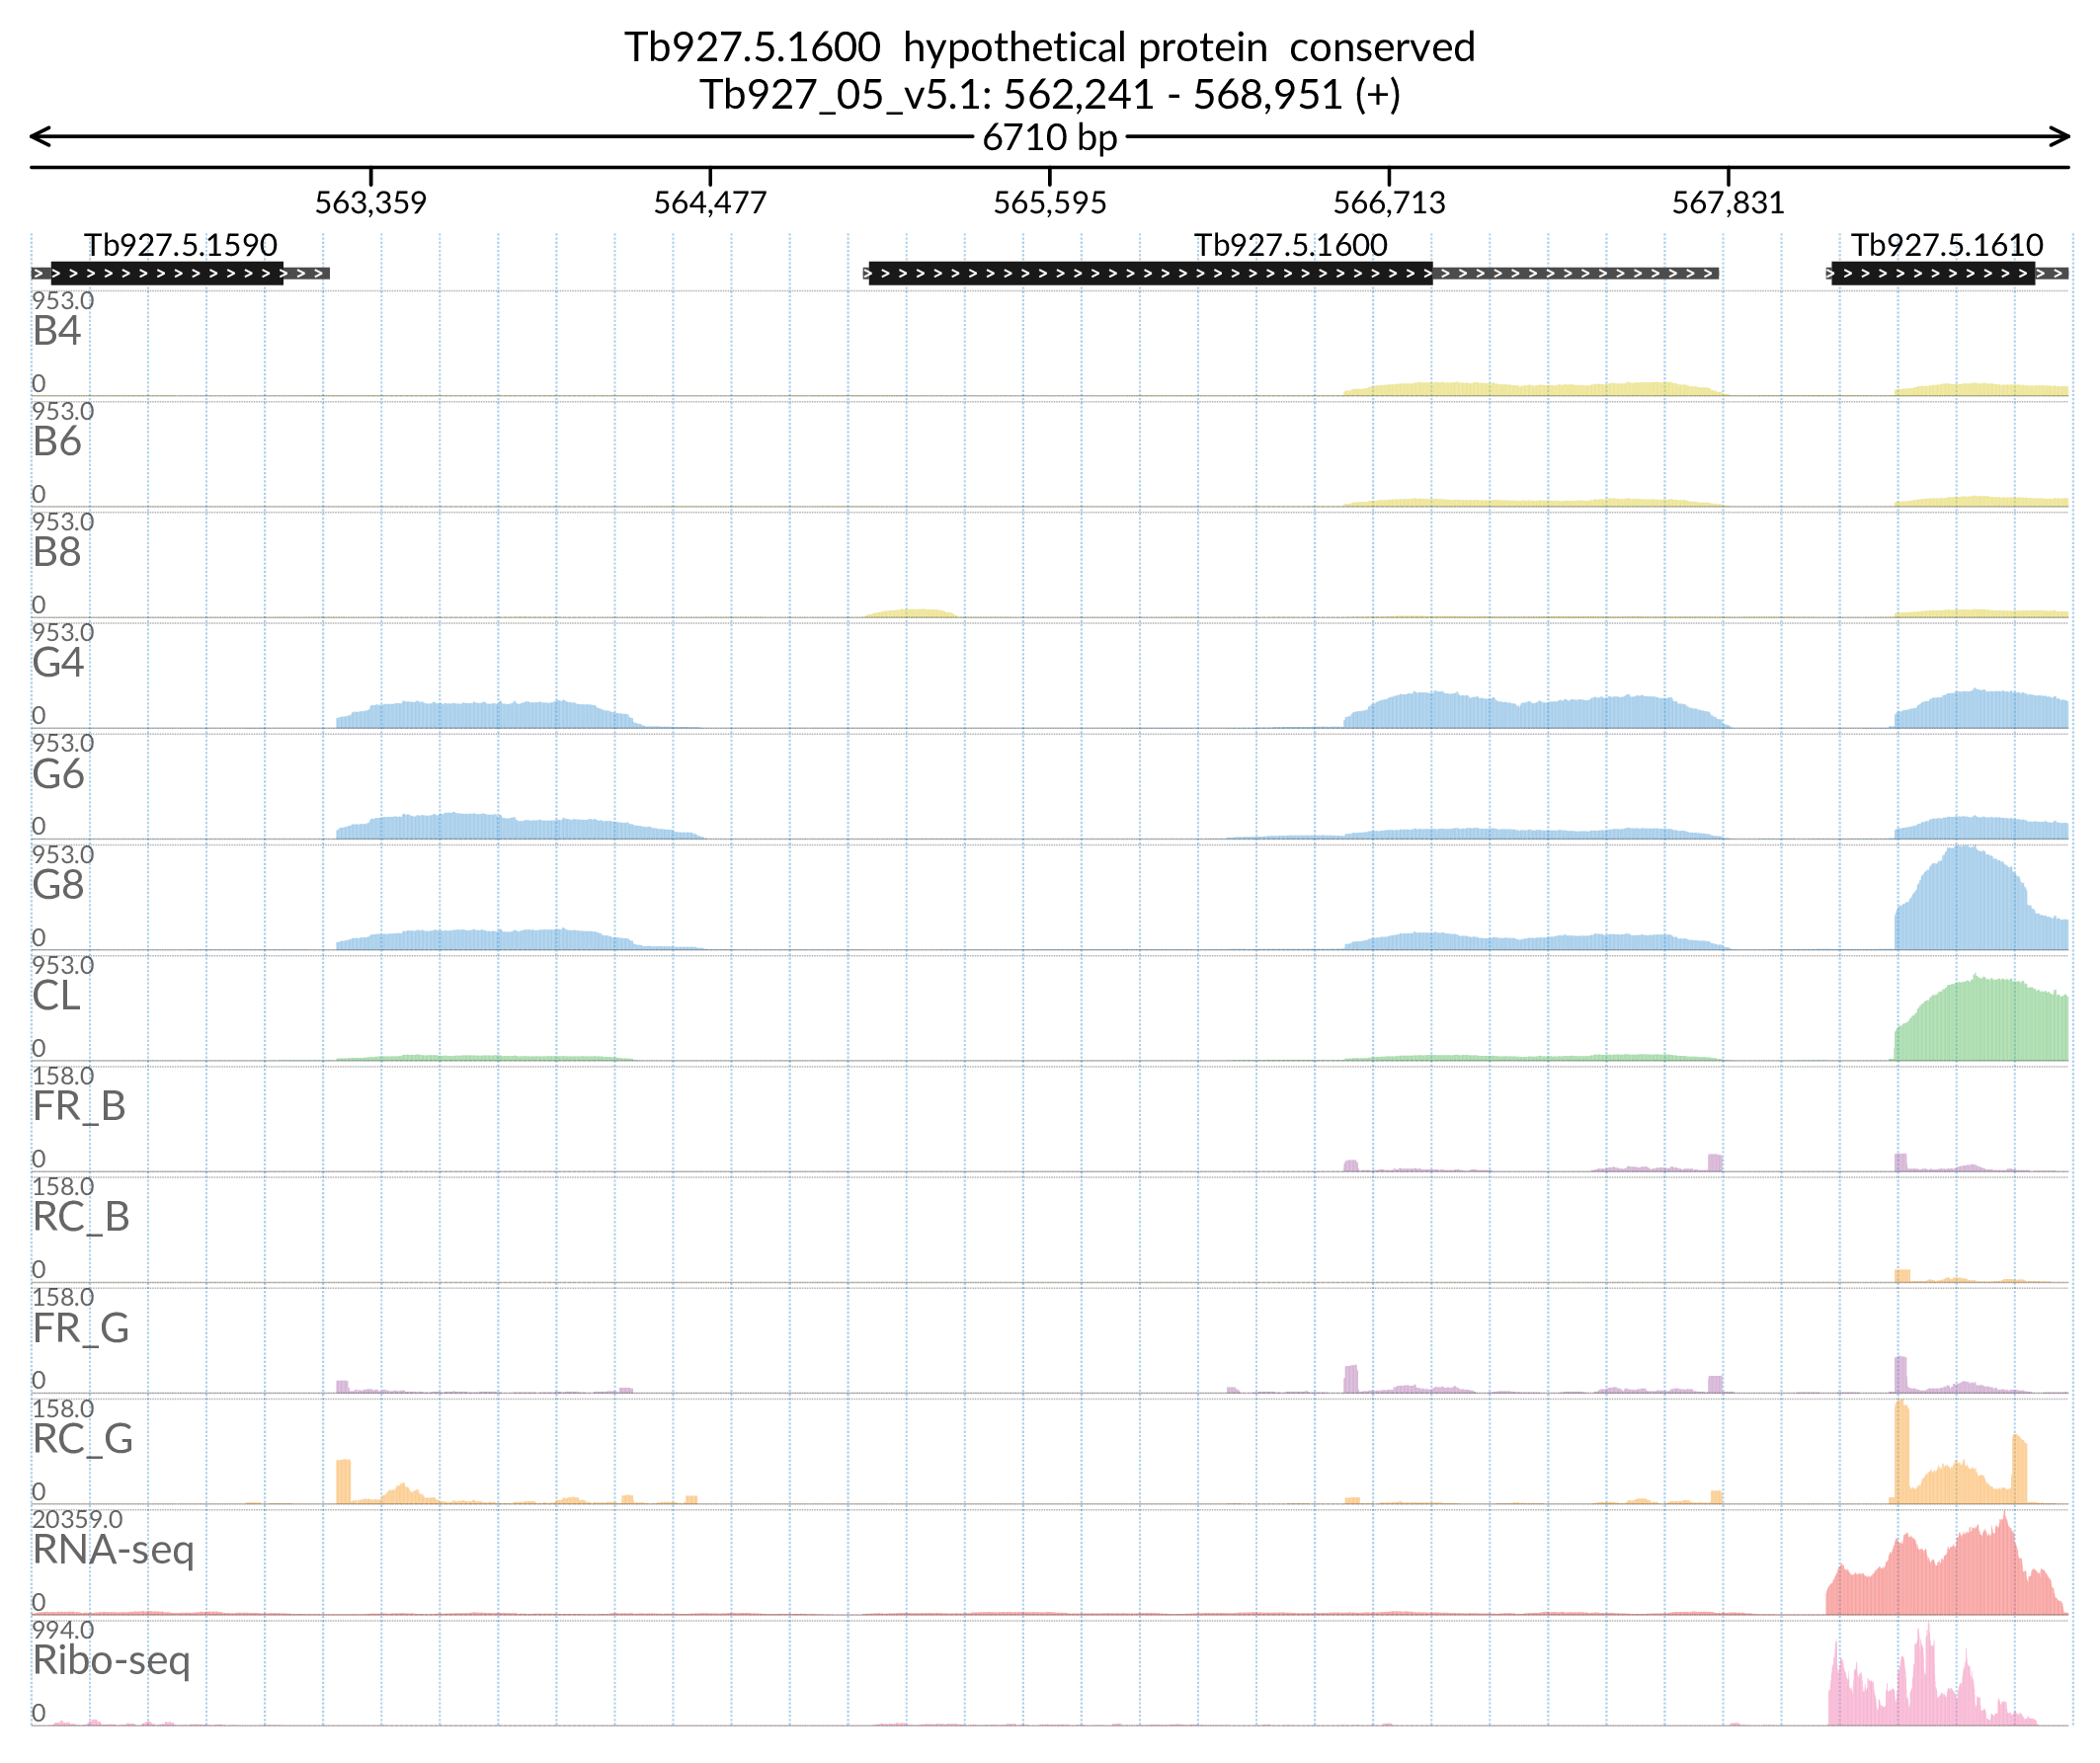 Tb927.5.1600  hypothetical protein  conserved
Tb927_05_v5.1: 562,241 - 568,951 (+)
6710 bp
563,359 564,477 565,595 566,713 567,831
Tb927.5.1590 Tb927.5.1600 Tb927.5.1610
953.0
B4
0
953.0
B6
0
953.0
B8
0
953.0
G4
0
953.0
G6
0
953.0
G8
0
953.0
CL
0
158.0
FR_B
0
158.0
RC_B
0
158.0
FR_G
0
158.0
RC_G
0
20359.0
RNA-seq
0
994.0
Ribo-seq
0